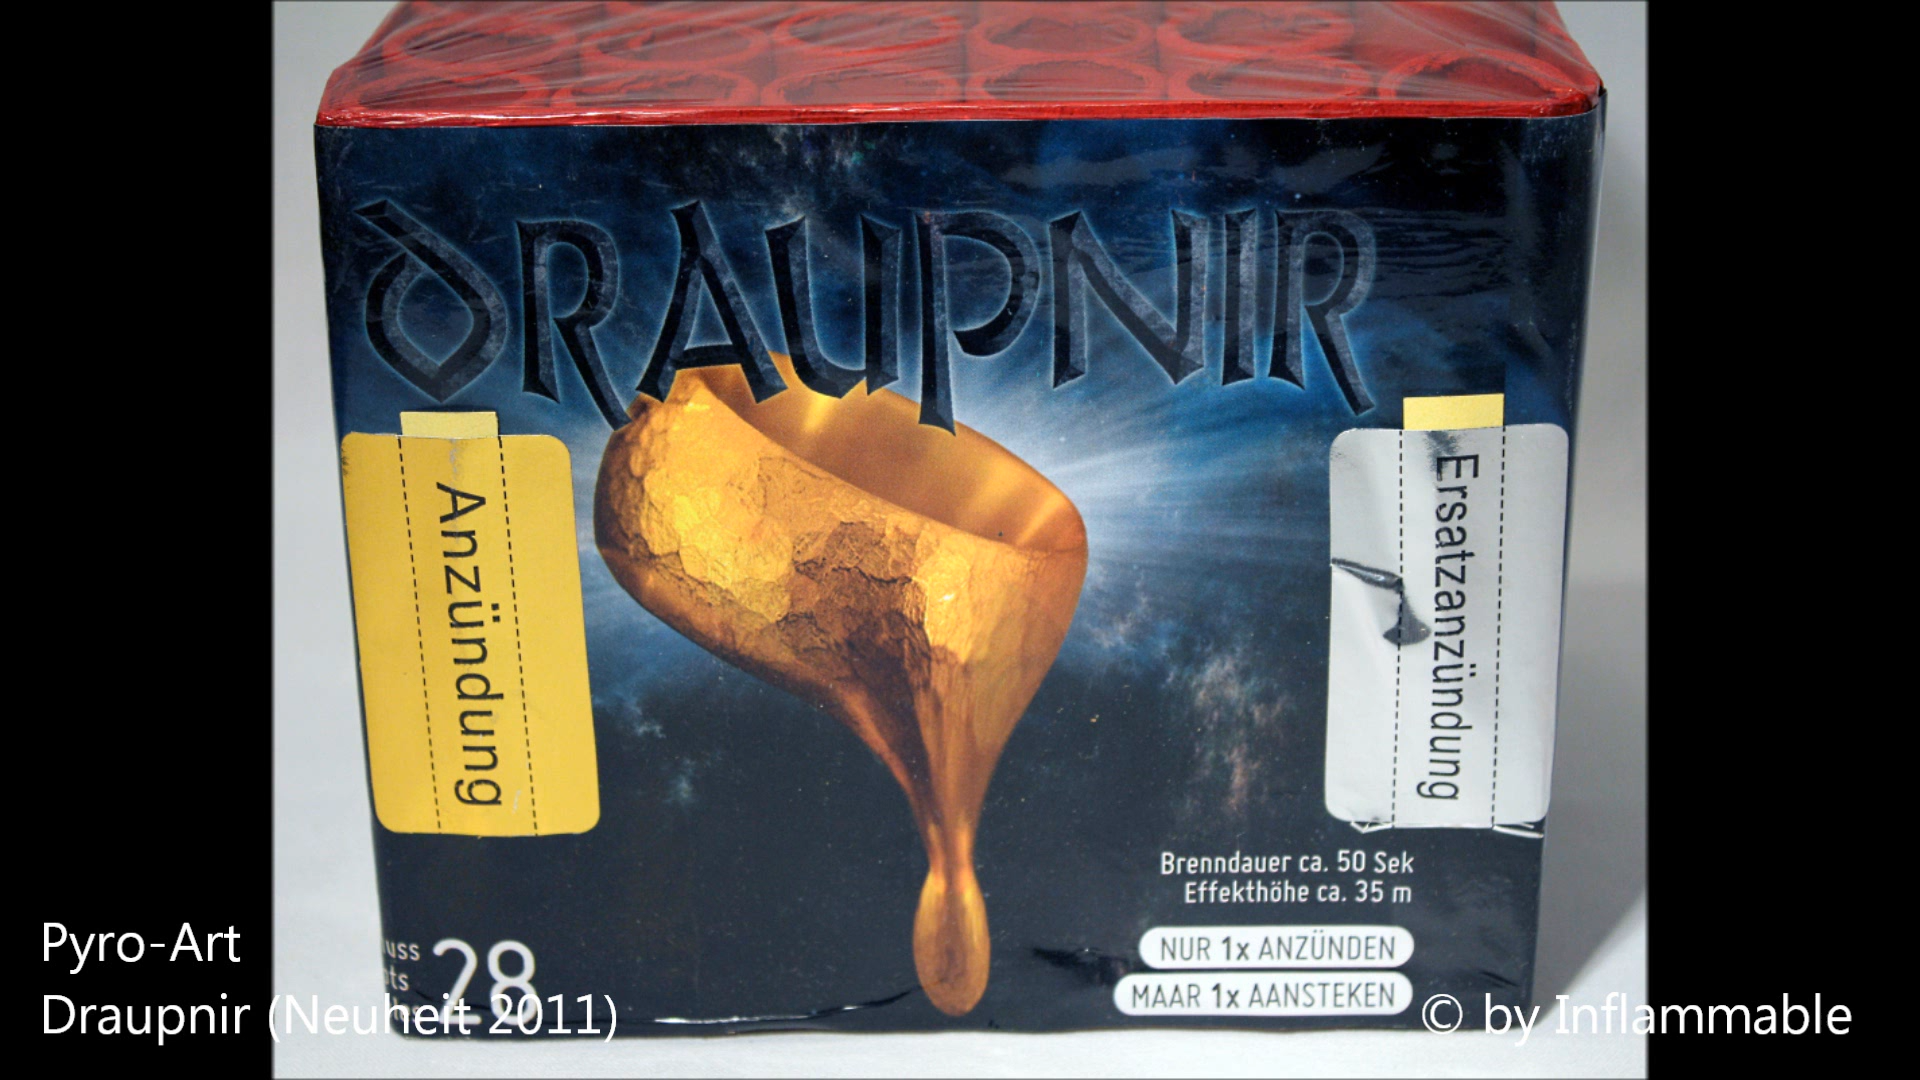 DRAUPNIR
Anzündung
Ersatzanzündung
Brenndauer ca. 50 Sek
Effekthöhe ca. 35 m
28
NUR 1x ANZÜNDEN
MAAR 1x AANSTEKEN
Pyro-Art
Draupnir (Neuheit 2011)
© by Inflammable